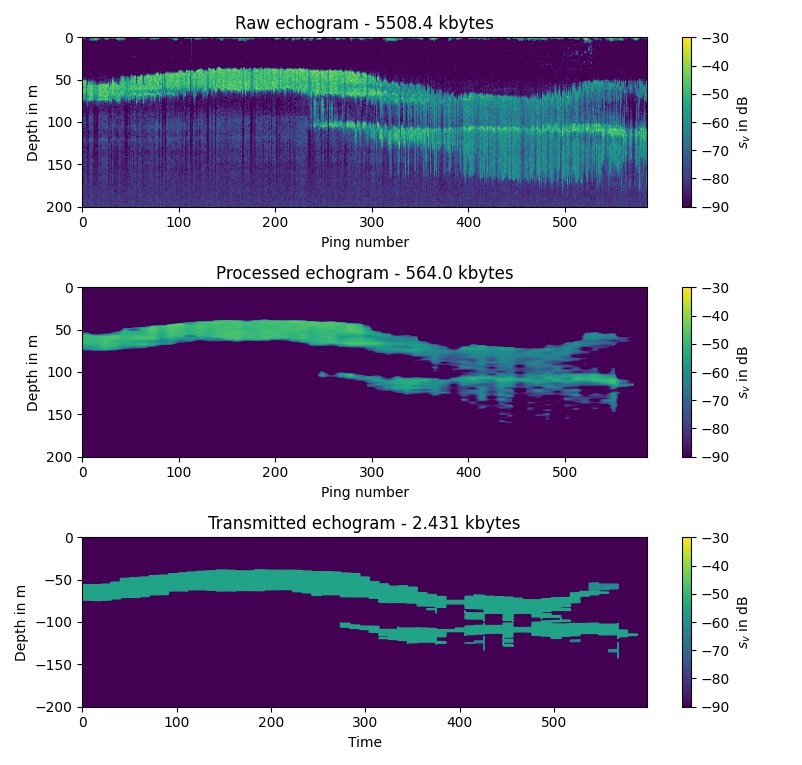 Raw echogram - 5508.4 kbytes
0
50
100
150
200
Depth in m
0 100 200 300 400 500
Ping number
−30
−40
−50
−60
−70
−80
−90
sv in dB
Processed echogram - 564.0 kbytes
0
50
100
150
200
Depth in m
0 100 200 300 400 500
Ping number
−30
−40
−50
−60
−70
−80
−90
sv in dB
Transmitted echogram - 2.431 kbytes
0
−50
−100
−150
−200
Depth in m
0 100 200 300 400 500
Time
−30
−40
−50
−60
−70
−80
−90
sv in dB